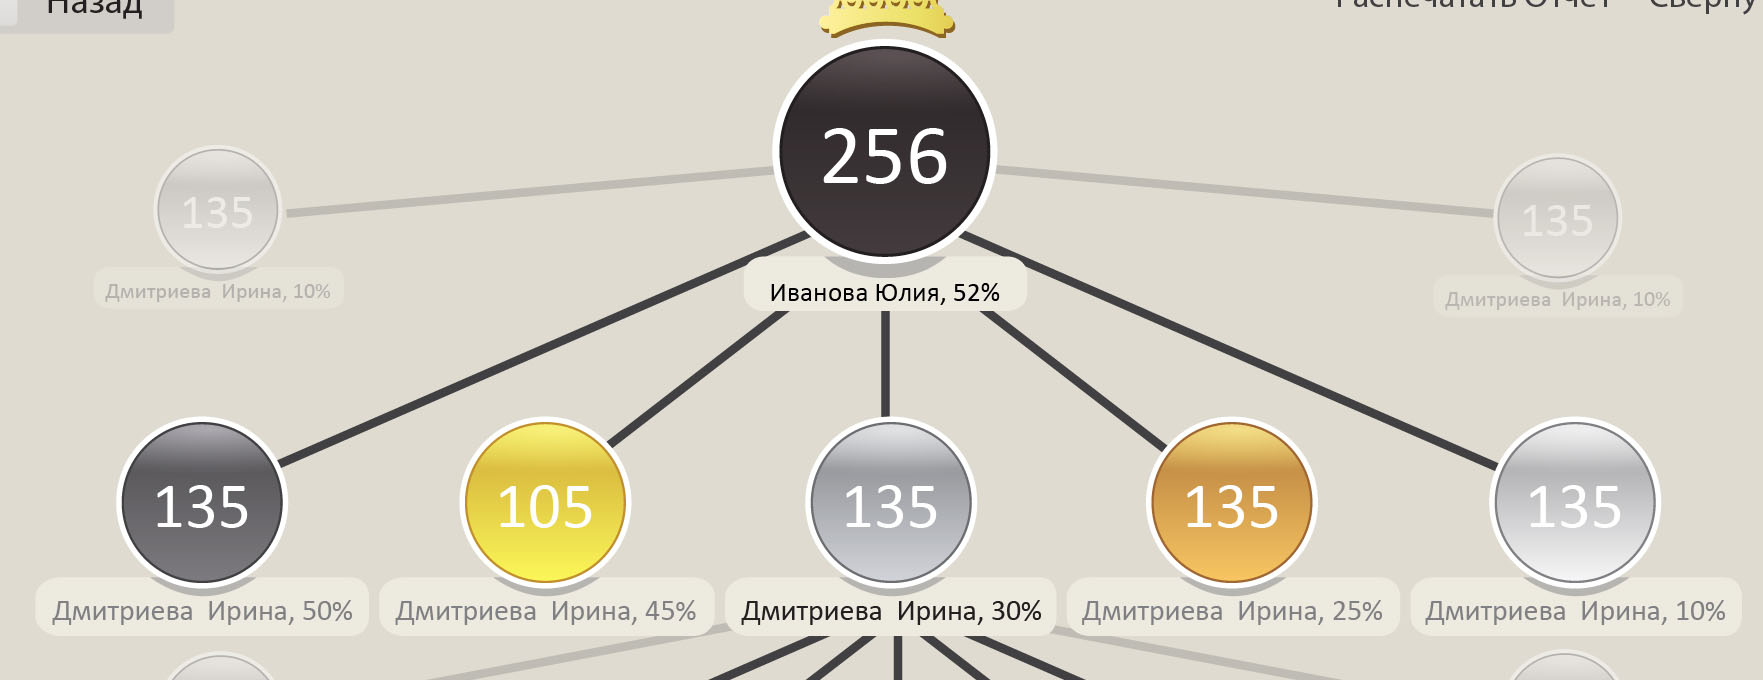 Назад
Распечатать Отчет
256
135
135
Дмитриева Ирина, 10%
Иванова Юлия, 52%
Дмитриева Ирина, 10%
135
105
135
135
135
Дмитриева Ирина, 50%
Дмитриева Ирина, 45%
Дмитриева Ирина, 30%
Дмитриева Ирина, 25%
Дмитриева Ирина, 10%